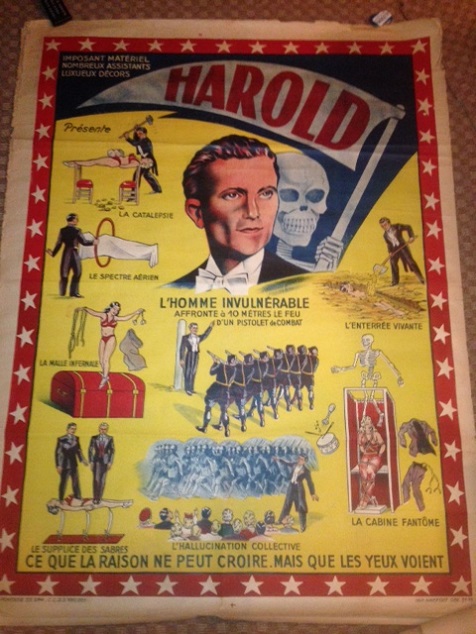 IMPOSANT MATÉRIEL
NOMBREUX ASSISTANTS
LUXUEUX DÉCORS
HAROLD
Présente
LA CATALEPSIE
LE SPECTRE AÉRIEN
L'HOMME INVULNÉRABLE
AFFRONTE à 10 MÈTRES LE FEU
D'UN PISTOLET de COMBAT
L'ENTERRÉE VIVANTE
LA MALLE INFERNALE
LA CABINE FANTÔME
LE SUPPLICE DES SABRES
L'HALLUCINATION COLLECTIVE
CE QUE LA RAISON NE PEUT CROIRE. MAIS QUE LES YEUX VOIENT